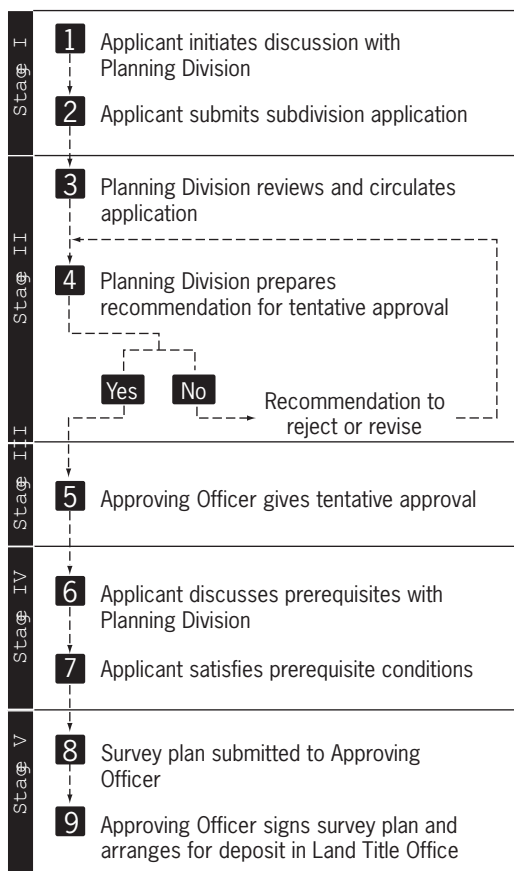 Stage I
1 Applicant initiates discussion with
Planning Division
2 Applicant submits subdivision application
Stage II
3 Planning Division reviews and circulates
application
4 Planning Division prepares
recommendation for tentative approval
Yes No
Recommendation to
reject or revise
Stage III
5 Approving Officer gives tentative approval
Stage IV
6 Applicant discusses prerequisites with
Planning Division
7 Applicant satisfies prerequisite conditions
Stage V
8 Survey plan submitted to Approving
Officer
9 Approving Officer signs survey plan and
arranges for deposit in Land Title Office